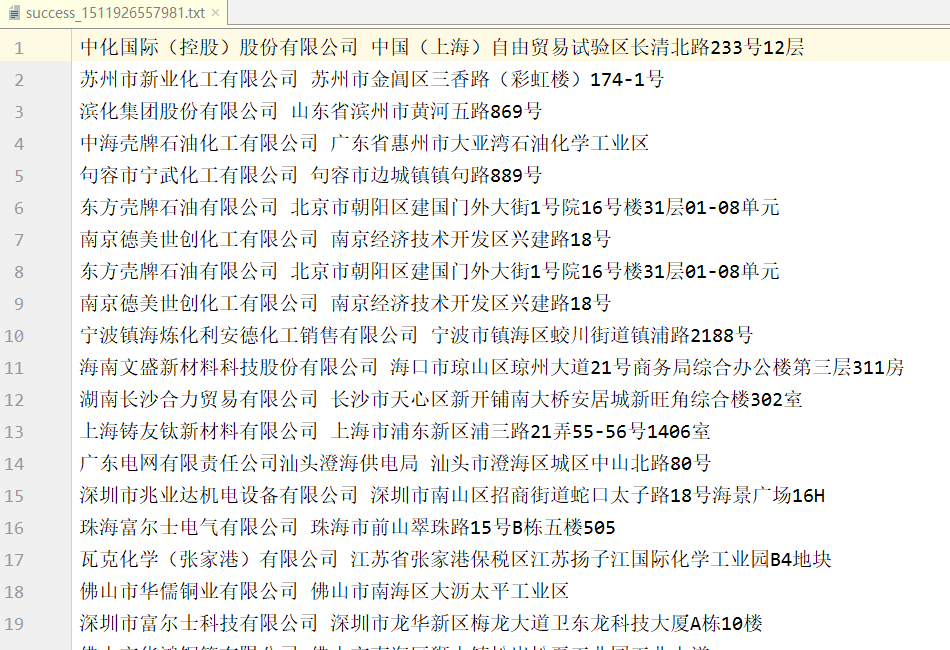 success_1511926557981.txt ×
1 中化国际（控股）股份有限公司 中国（上海）自由贸易试验区长清北路233号12层
2 苏州市新业化工有限公司 苏州市金阊区三香路（彩虹楼）174-1号
3 滨化集团股份有限公司 山东省滨州市黄河五路869号
4 中海壳牌石油化工有限公司 广东省惠州市大亚湾石油化学工业区
5 句容市宁武化工有限公司 句容市边城镇镇句路889号
6 东方壳牌石油有限公司 北京市朝阳区建国门外大街1号院16号楼31层01-08单元
7 南京德美世创化工有限公司 南京经济技术开发区兴建路18号
8 东方壳牌石油有限公司 北京市朝阳区建国门外大街1号院16号楼31层01-08单元
9 南京德美世创化工有限公司 南京经济技术开发区兴建路18号
10 宁波镇海炼化利安德化工销售有限公司 宁波市镇海区蛟川街道镇浦路2188号
11 海南文盛新材料科技股份有限公司 海口市琼山区琼州大道21号商务局综合办公楼第三层311房
12 湖南长沙合力贸易有限公司 长沙市天心区新开铺南大桥安居城新旺角综合楼302室
13 上海铸友钛新材料有限公司 上海市浦东新区浦三路21弄55-56号1406室
14 广东电网有限责任公司汕头澄海供电局 汕头市澄海区城区中山北路80号
15 深圳市兆业达机电设备有限公司 深圳市南山区招商街道蛇口太子路18号海景广场16H
16 珠海富尔士电气有限公司 珠海市前山翠珠路15号B栋五楼505
17 瓦克化学（张家港）有限公司 江苏省张家港保税区江苏扬子江国际化学工业园B4地块
18 佛山市华儒铜业有限公司 佛山市南海区大沥太平工业区
19 深圳市富尔士科技有限公司 深圳市龙华新区梅龙大道卫东龙科技大厦A栋10楼